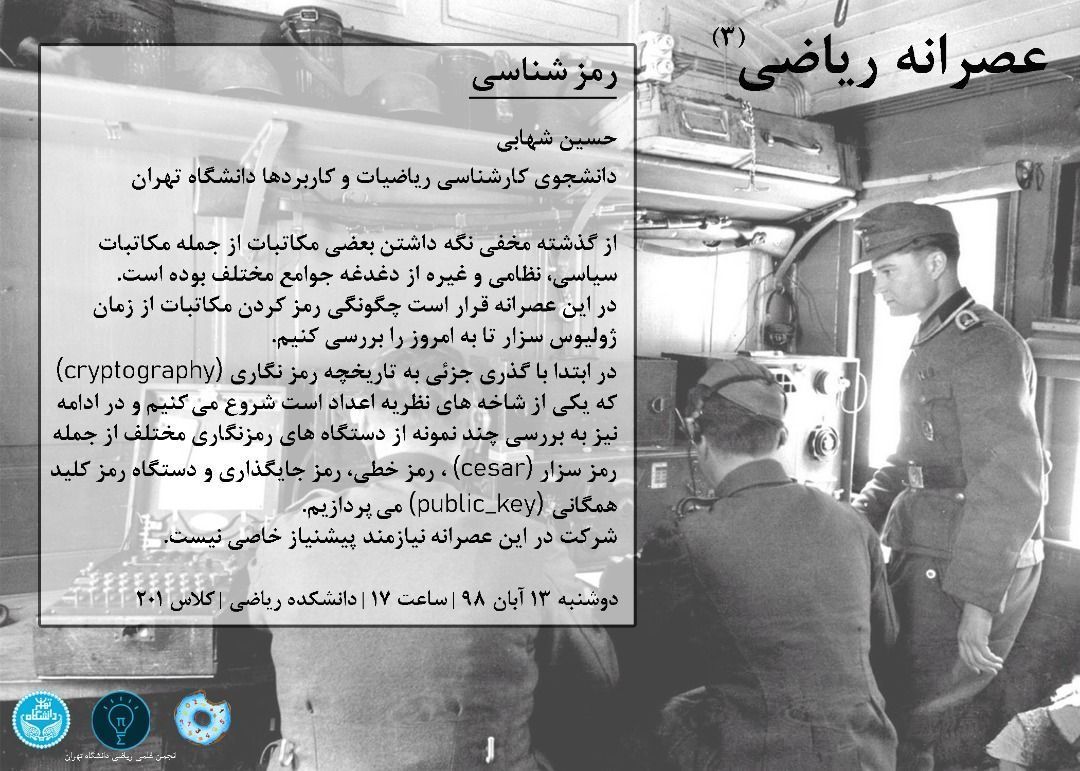 عصرانه ریاضی (۳)
رمز شناسی
حسین شهابی
دانشجوی کارشناسی ریاضیات و کاربردها دانشگاه تهران
از گذشته مخفی نگه داشتن بعضی مکاتبات از جمله مکاتبات
سیاسی، نظامی و غیره از دغدغه جوامع مختلف بوده است.
در این عصرانه قرار است چگونگی رمز کردن مکاتبات از زمان
ژولیوس سزار تا به امروز را بررسی کنیم.
در ابتدا با گذری جزئی به تاریخچه رمز نگاری (cryptography)
که یکی از شاخه های نظریه اعداد است شروع می کنیم و در ادامه
نیز به بررسی چند نمونه از دستگاه های رمزنگاری مختلف از جمله
رمز سزار (cesar) ، رمز خطی، رمز جایگذاری و دستگاه رمز کلید
همگانی (public_key) می پردازیم.
شرکت در این عصرانه نیازمند پیشنیاز خاصی نیست.
دوشنبه ۱۳ آبان ۹۸ | ساعت ۱۷ | دانشکده ریاضی | کلاس ۲۰۱
دانشگاه تهران
π
Σ
انجمن علمی ریاضی دانشگاه تهران